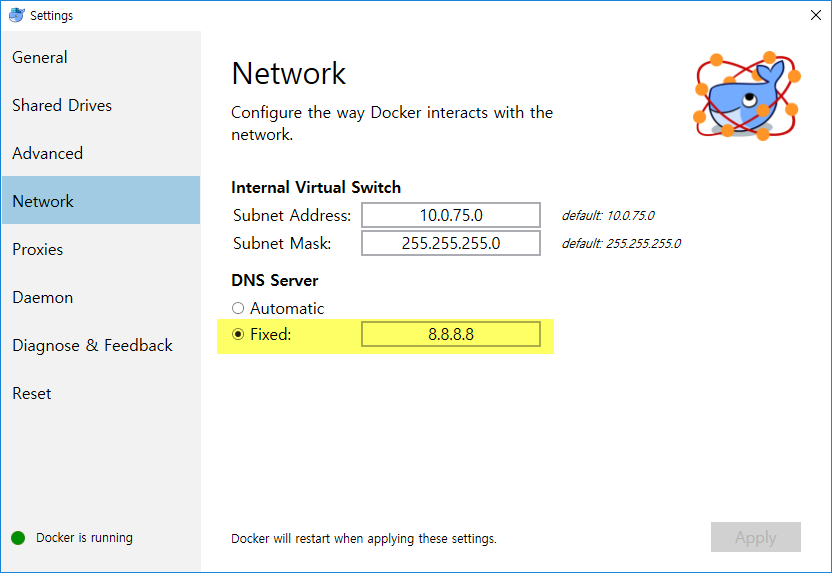 Settings
General
Shared Drives
Advanced
Network
Proxies
Daemon
Diagnose & Feedback
Reset
Docker is running
Network
Configure the way Docker interacts with the
network.
Internal Virtual Switch
Subnet Address: 10.0.75.0 default: 10.0.75.0
Subnet Mask: 255.255.255.0 default: 255.255.255.0
DNS Server
Automatic
Fixed: 8.8.8.8
Docker will restart when applying these settings.
Apply